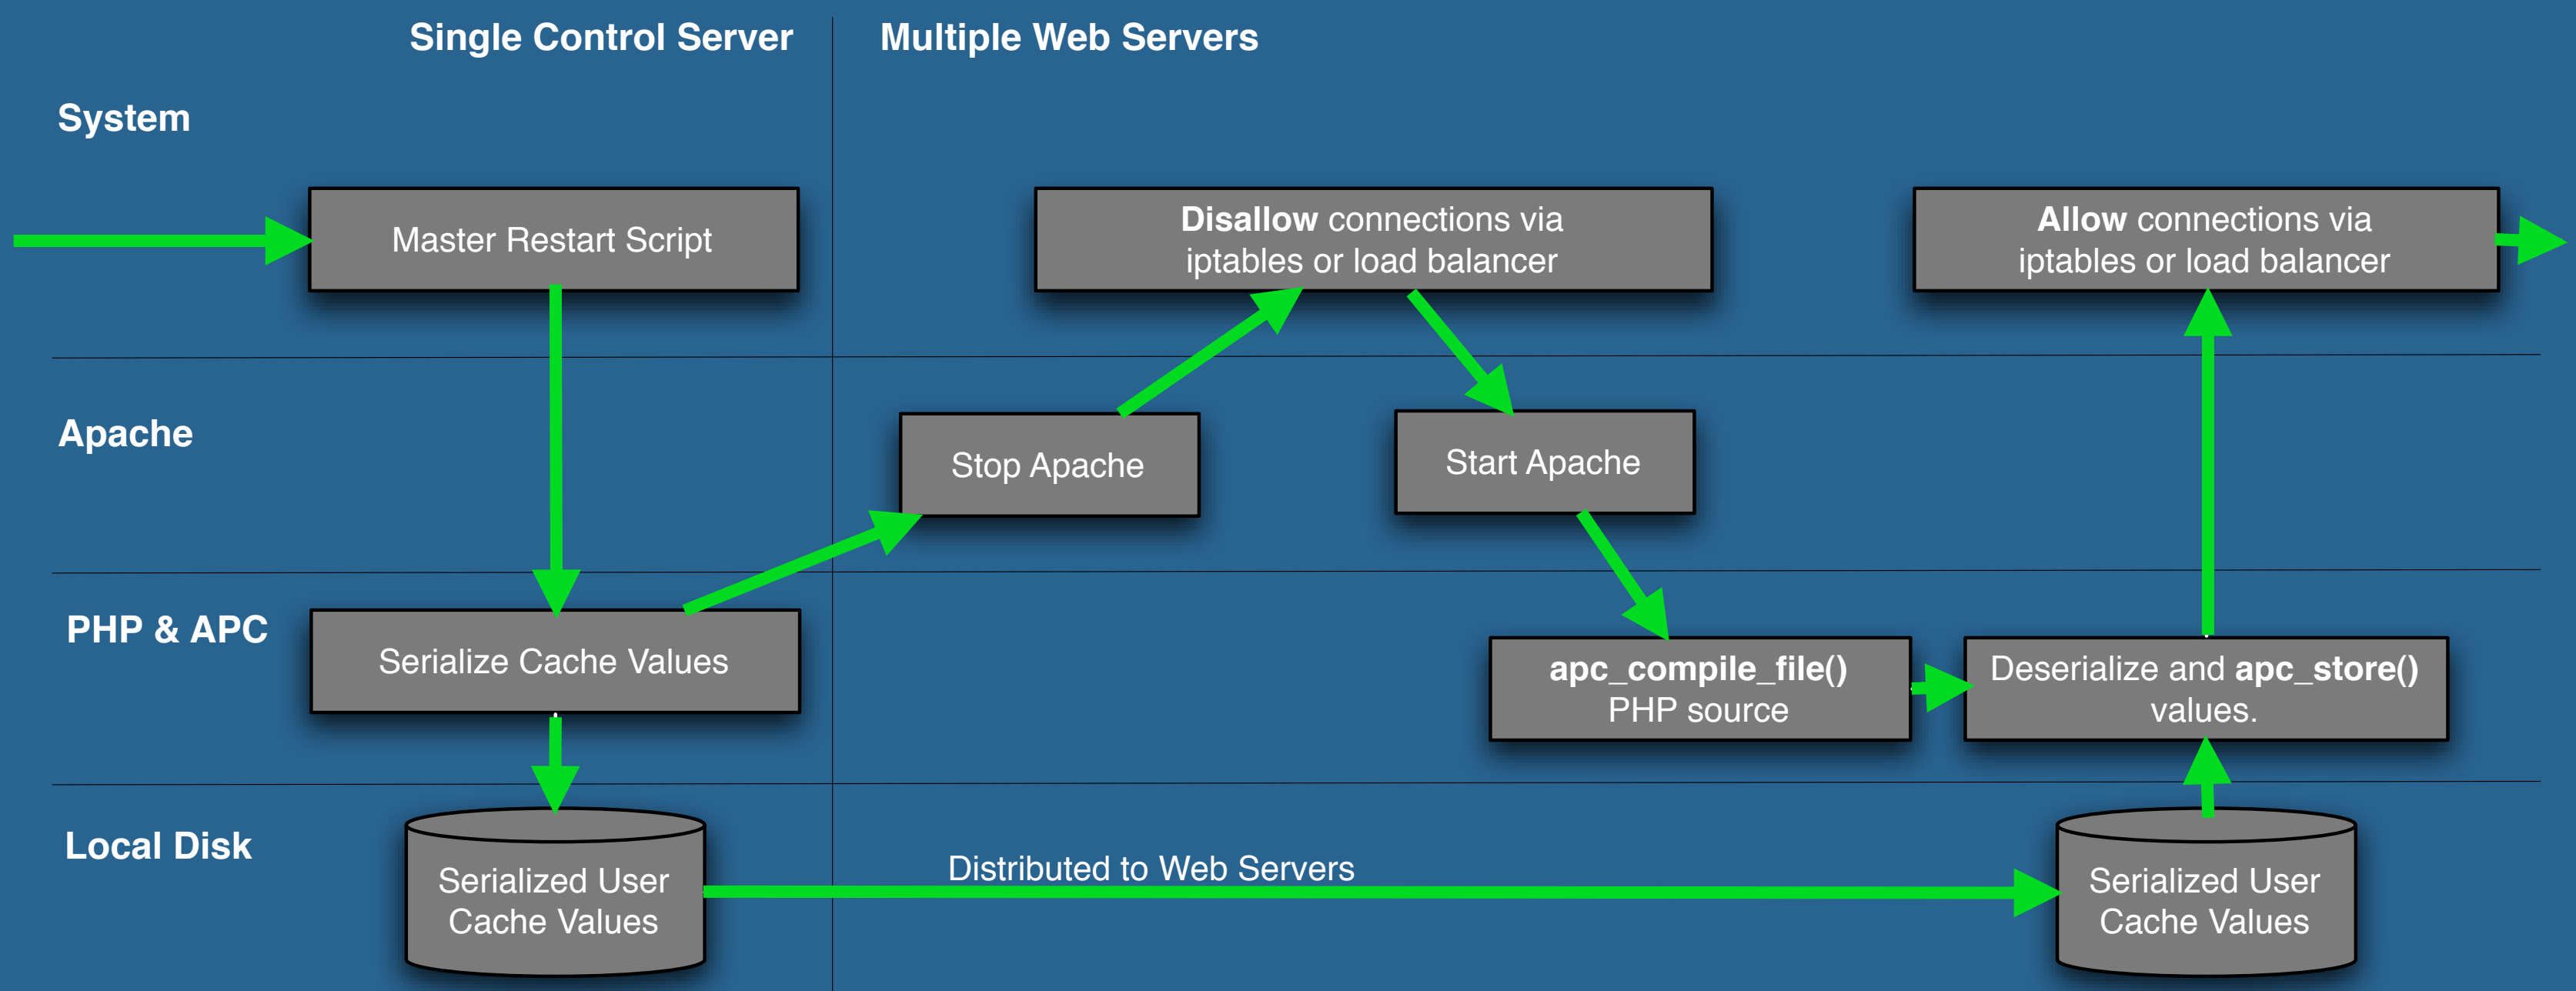 Single Control Server
Multiple Web Servers
System
Master Restart Script
Disallow connections via
iptables or load balancer
Allow connections via
iptables or load balancer
Apache
Stop Apache
Start Apache
PHP & APC
Serialize Cache Values
apc_compile_file()
PHP source
Deserialize and apc_store()
values.
Local Disk
Serialized User
Cache Values
Distributed to Web Servers
Serialized User
Cache Values